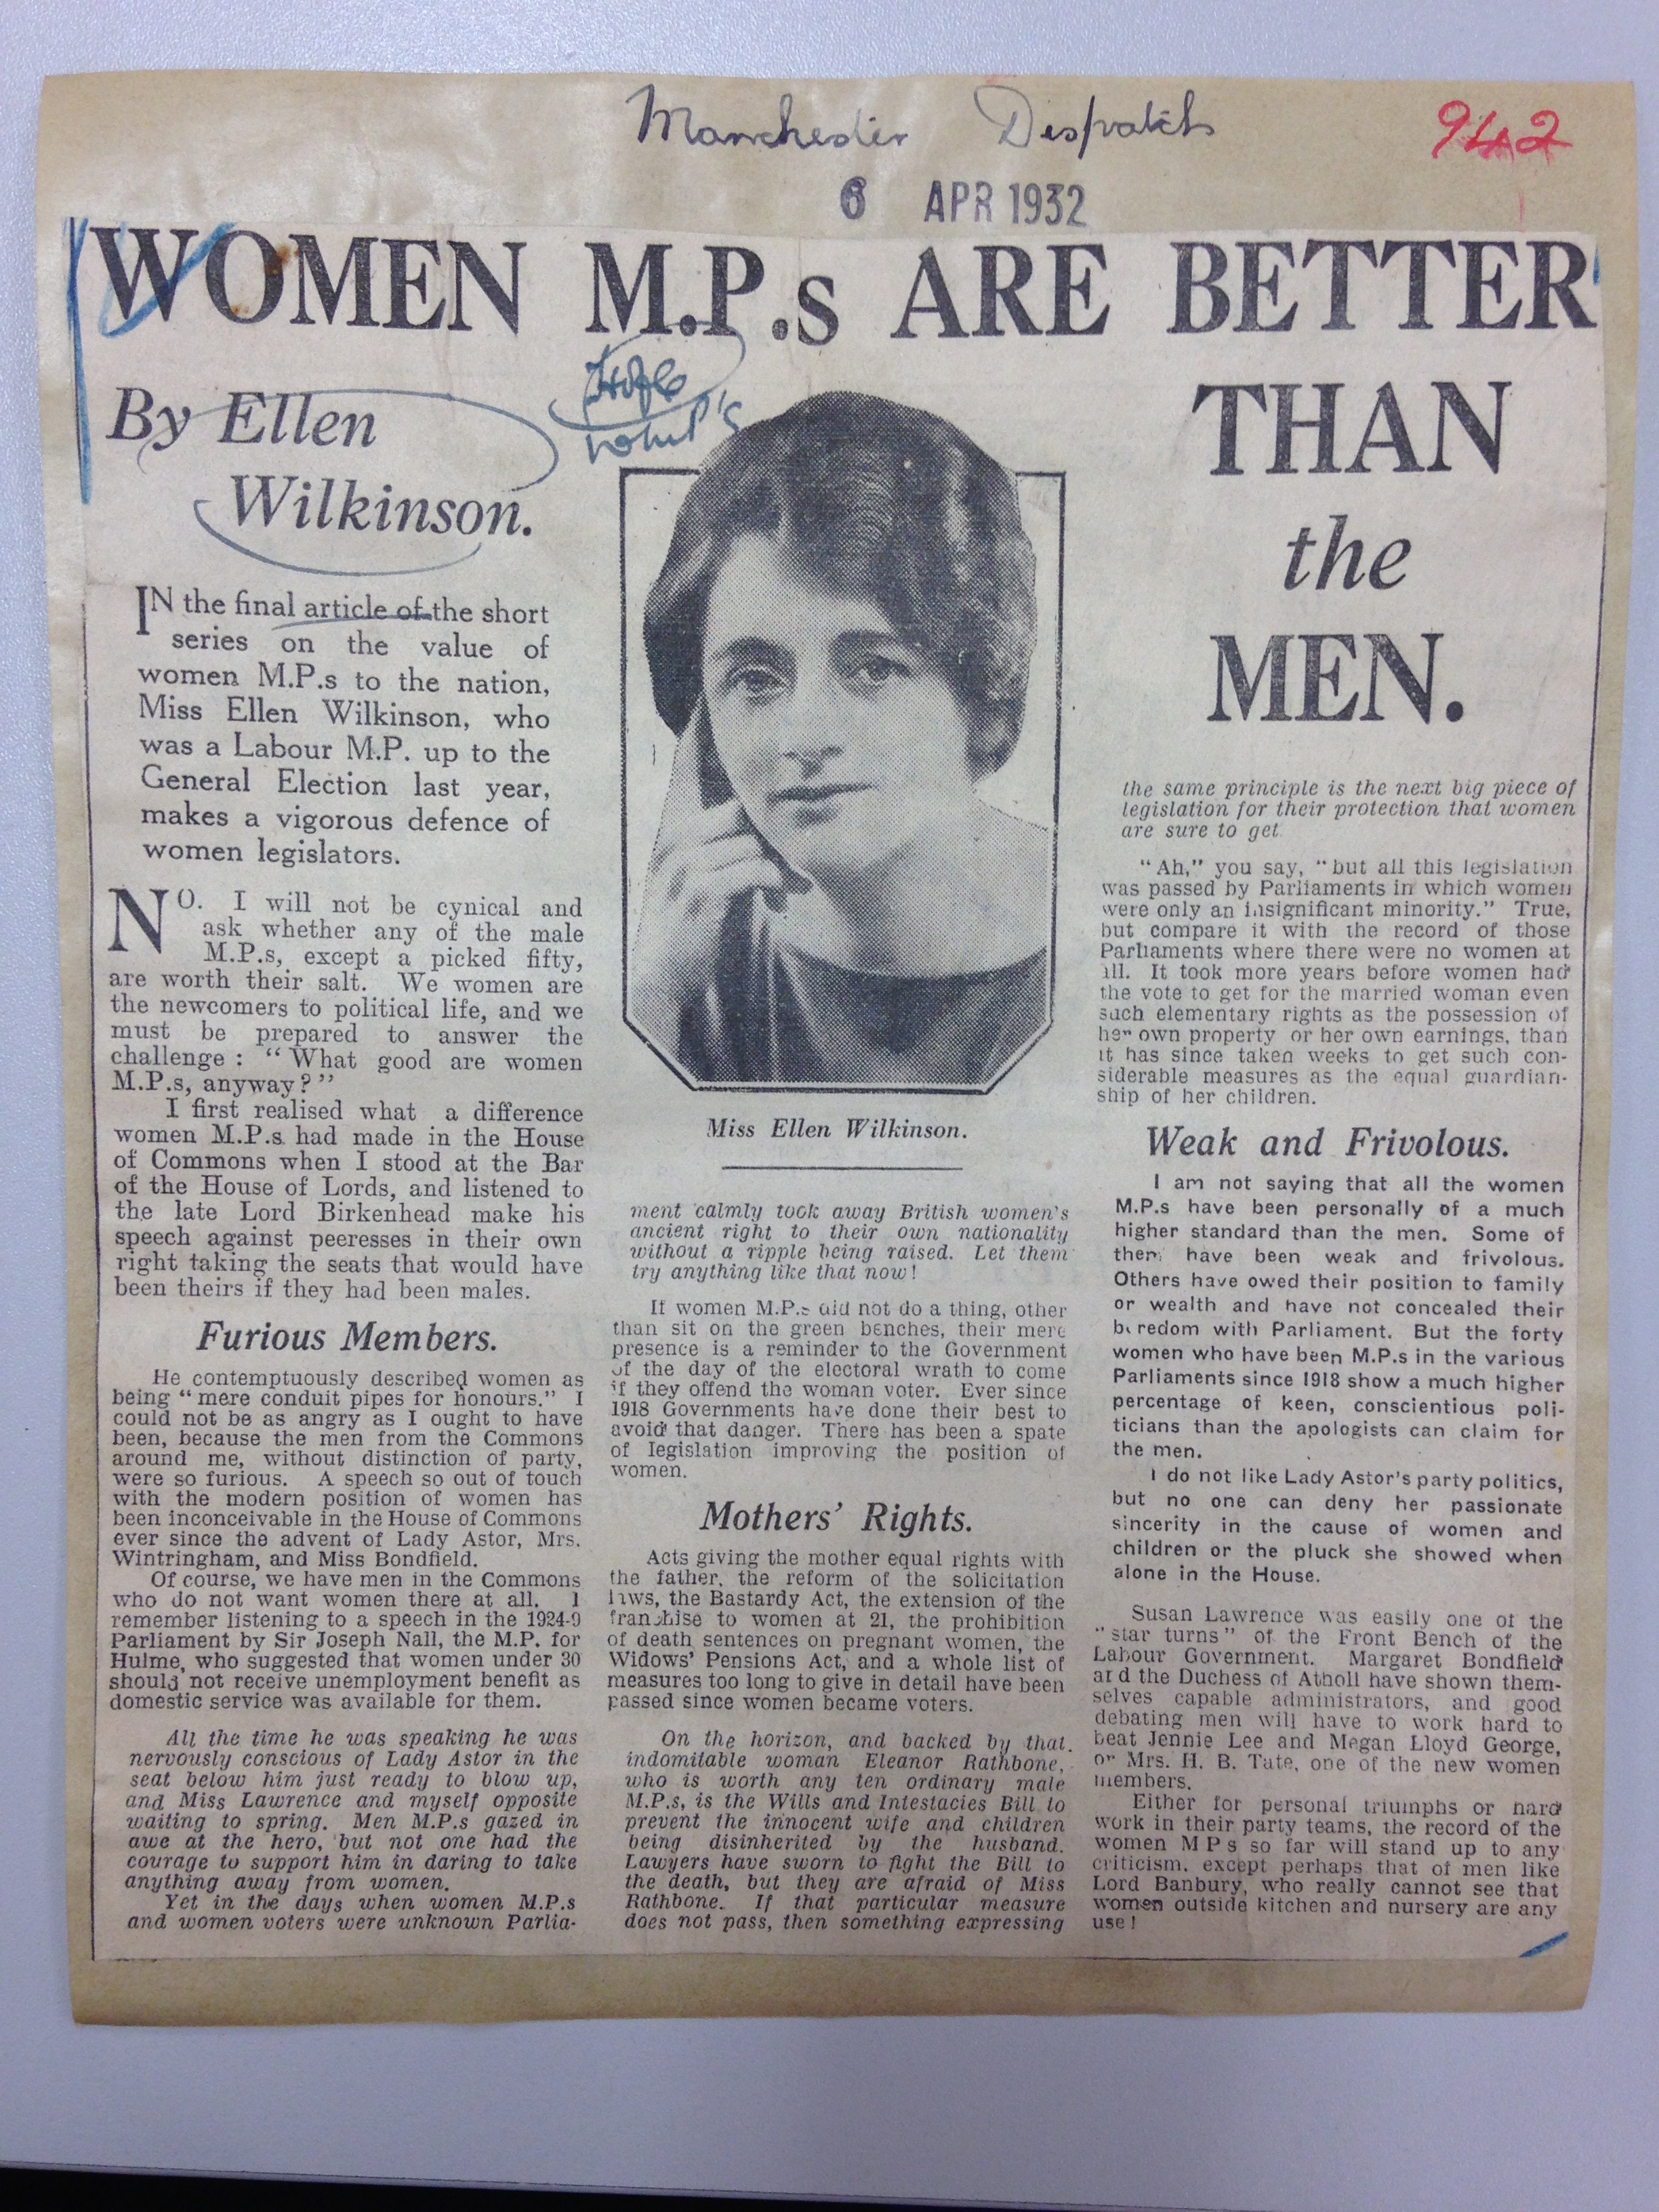 Manchester Despatch
942
6 APR 1932
WOMEN M.P.s ARE BETTER
THAN
the
MEN.
By Ellen
Wilkinson.
IN the final article of the short
series on the value of
women M.P.s to the nation,
Miss Ellen Wilkinson, who
was a Labour M.P. up to the
General Election last year,
makes a vigorous defence of
women legislators.
NO. I will not be cynical and
ask whether any of the male
M.P.s, except a picked fifty,
are worth their salt. We women are
the newcomers to political life, and we
must be prepared to answer the
challenge : “ What good are women
M.P.s, anyway ? ”
I first realised what a difference
women M.P.s had made in the House
of Commons when I stood at the Bar
of the House of Lords, and listened to
the late Lord Birkenhead make his
speech against peeresses in their own
right taking the seats that would have
been theirs if they had been males.
Furious Members.
He contemptuously described women as
being “ mere conduit pipes for honours.” I
could not be as angry as I ought to have
been, because the men from the Commons
around me, without distinction of party,
were so furious. A speech so out of touch
with the modern position of women has
been inconceivable in the House of Commons
ever since the advent of Lady Astor, Mrs.
Wintringham, and Miss Bondfield.
Of course, we have men in the Commons
who do not want women there at all. I
remember listening to a speech in the 1924-9
Parliament by Sir Joseph Nall, the M.P. for
Hulme, who suggested that women under 30
should not receive unemployment benefit as
domestic service was available for them.
All the time he was speaking he was
nervously conscious of Lady Astor in the
seat below him just ready to blow up,
and Miss Lawrence and myself opposite
waiting to spring. Men M.P.s gazed in
awe at the hero, but not one had the
courage to support him in daring to take
anything away from women.
Yet in the days when women M.P.s
and women voters were unknown Parlia-
Miss Ellen Wilkinson.
ment calmly took away British women's
ancient right to their own nationality
without a ripple being raised. Let them
try anything like that now !
If women M.P.s did not do a thing, other
than sit on the green benches, their mere
presence is a reminder to the Government
of the day of the electoral wrath to come
if they offend the woman voter. Ever since
1918 Governments have done their best to
avoid that danger. There has been a spate
of legislation improving the position of
women.
Mothers' Rights.
Acts giving the mother equal rights with
the father, the reform of the solicitation
laws, the Bastardy Act, the extension of the
franchise to women at 21, the prohibition
of death sentences on pregnant women, the
Widows' Pensions Act, and a whole list of
measures too long to give in detail have been
passed since women became voters.
On the horizon, and backed by that
indomitable woman Eleanor Rathbone,
who is worth any ten ordinary male
M.P.s, is the Wills and Intestacies Bill to
prevent the innocent wife and children
being disinherited by the husband.
Lawyers have sworn to fight the Bill to
the death, but they are afraid of Miss
Rathbone. If that particular measure
does not pass, then something expressing
the same principle is the next big piece of
legislation for their protection that women
are sure to get.
“ Ah,” you say, “ but all this legislation
was passed by Parliaments in which women
were only an insignificant minority.” True,
but compare it with the record of those
Parliaments where there were no women at
all. It took more years before women had
the vote to get for the married woman even
such elementary rights as the possession of
her own property or her own earnings, than
it has since taken weeks to get such con-
siderable measures as the equal guardian-
ship of her children.
Weak and Frivolous.
I am not saying that all the women
M.P.s have been personally of a much
higher standard than the men. Some of
them have been weak and frivolous.
Others have owed their position to family
or wealth and have not concealed their
boredom with Parliament. But the forty
women who have been M.P.s in the various
Parliaments since 1918 show a much higher
percentage of keen, conscientious poli-
ticians than the apologists can claim for
the men.
I do not like Lady Astor's party politics,
but no one can deny her passionate
sincerity in the cause of women and
children or the pluck she showed when
alone in the House.
Susan Lawrence was easily one of the
“ star turns ” of the Front Bench of the
Labour Government. Margaret Bondfield
and the Duchess of Atholl have shown them-
selves capable administrators, and good
debating men will have to work hard to
beat Jennie Lee and Megan Lloyd George,
or Mrs. H. B. Tate, one of the new women
members.
Either for personal triumphs or hard
work in their party teams, the record of the
women M P s so far will stand up to any
criticism, except perhaps that of men like
Lord Banbury, who really cannot see that
women outside kitchen and nursery are any
use !